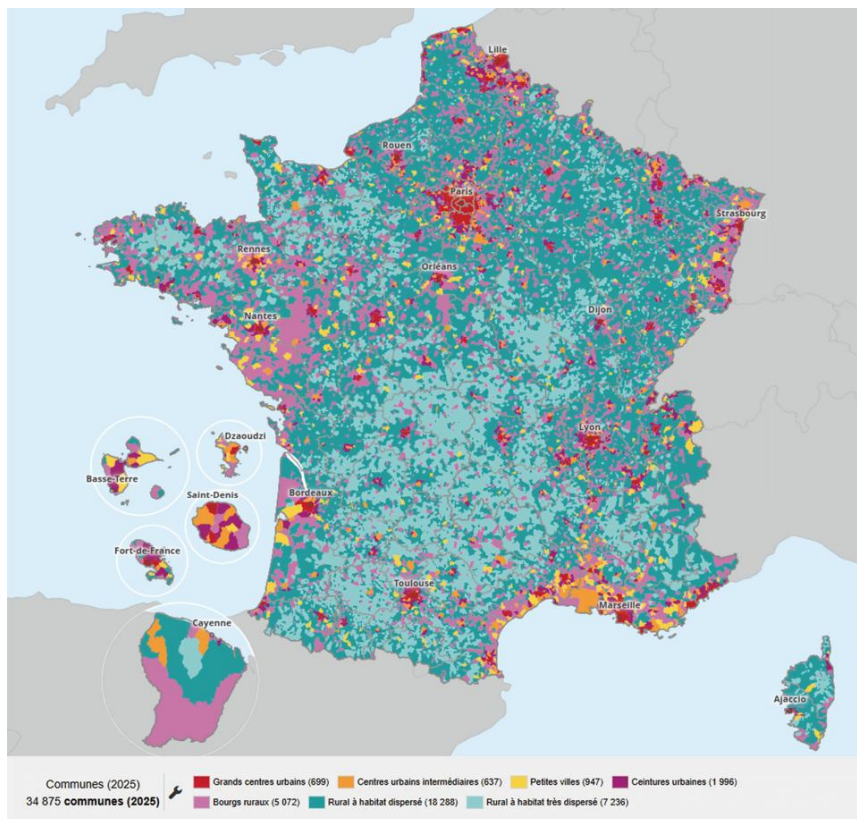 Lille
Rouen
Paris
Strasbourg
Rennes
Orléans
Nantes
Dijon
Lyon
Dzaoudzi
Basse-Terre
Saint-Denis
Bordeaux
Fort-de-France
Toulouse
Marseille
Cayenne
Ajaccio
Communes (2025)
34 875 communes (2025)
Grands centres urbains (699) Centres urbains intermédiaires (637) Petites villes (947) Ceintures urbaines (1 996)
Bourgs ruraux (5 072) Rural à habitat dispersé (18 288) Rural à habitat très dispersé (7 236)